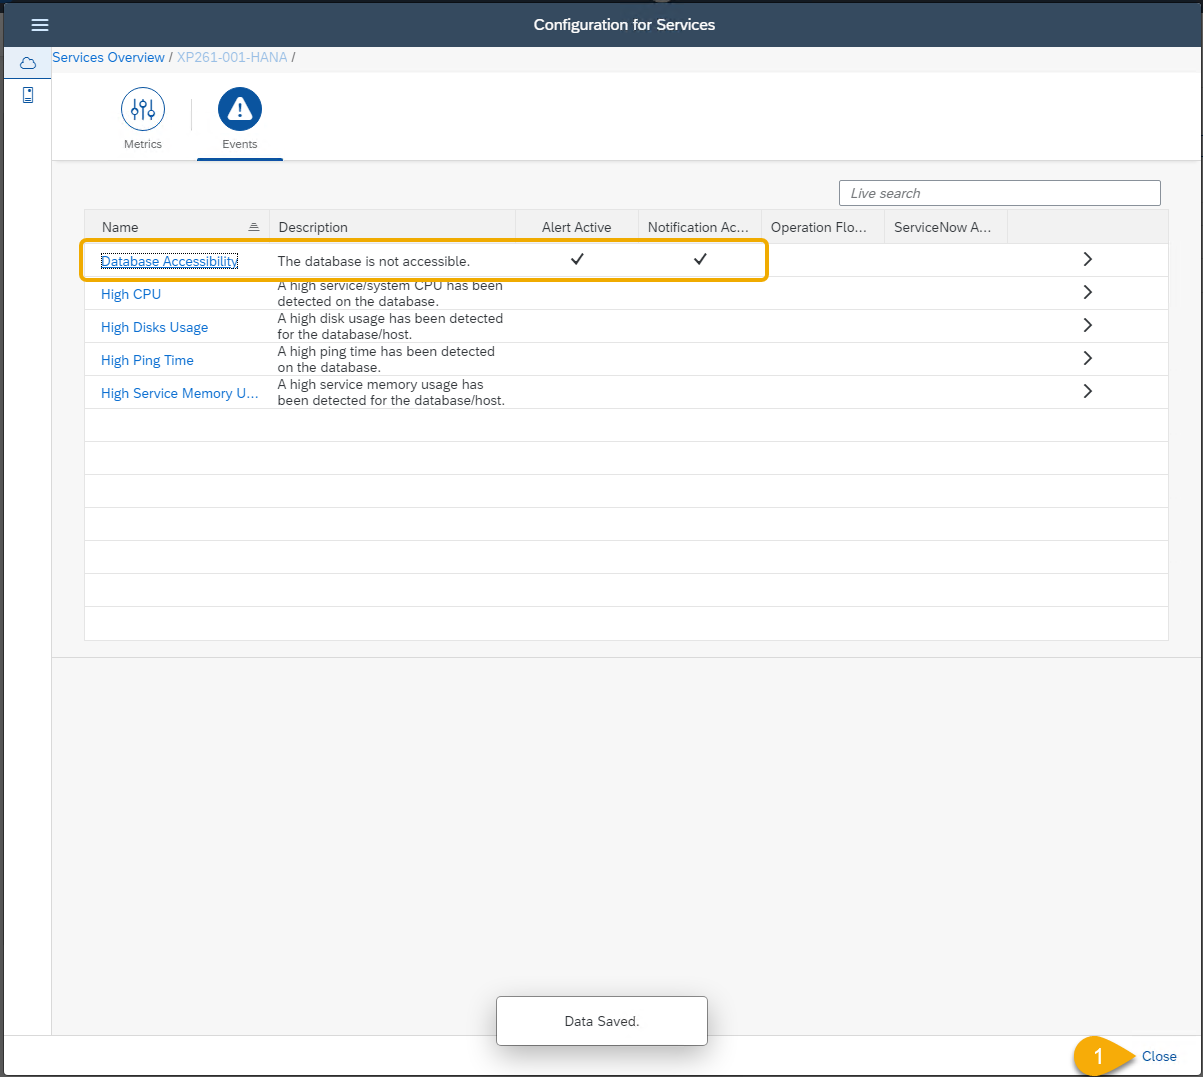 Configuration for Services
Services Overview / XP261-001-HANA /
Metrics
Events
Live search
Name
Description
Alert Active
Notification Ac...
Operation Flo...
ServiceNow A...
Database Accessibility
The database is not accessible.
High CPU
A high service/system CPU has been
detected on the database.
High Disks Usage
A high disk usage has been detected
for the database/host.
High Ping Time
A high ping time has been detected
on the database.
High Service Memory U...
A high service memory usage has
been detected for the database/host.
Data Saved.
1
Close